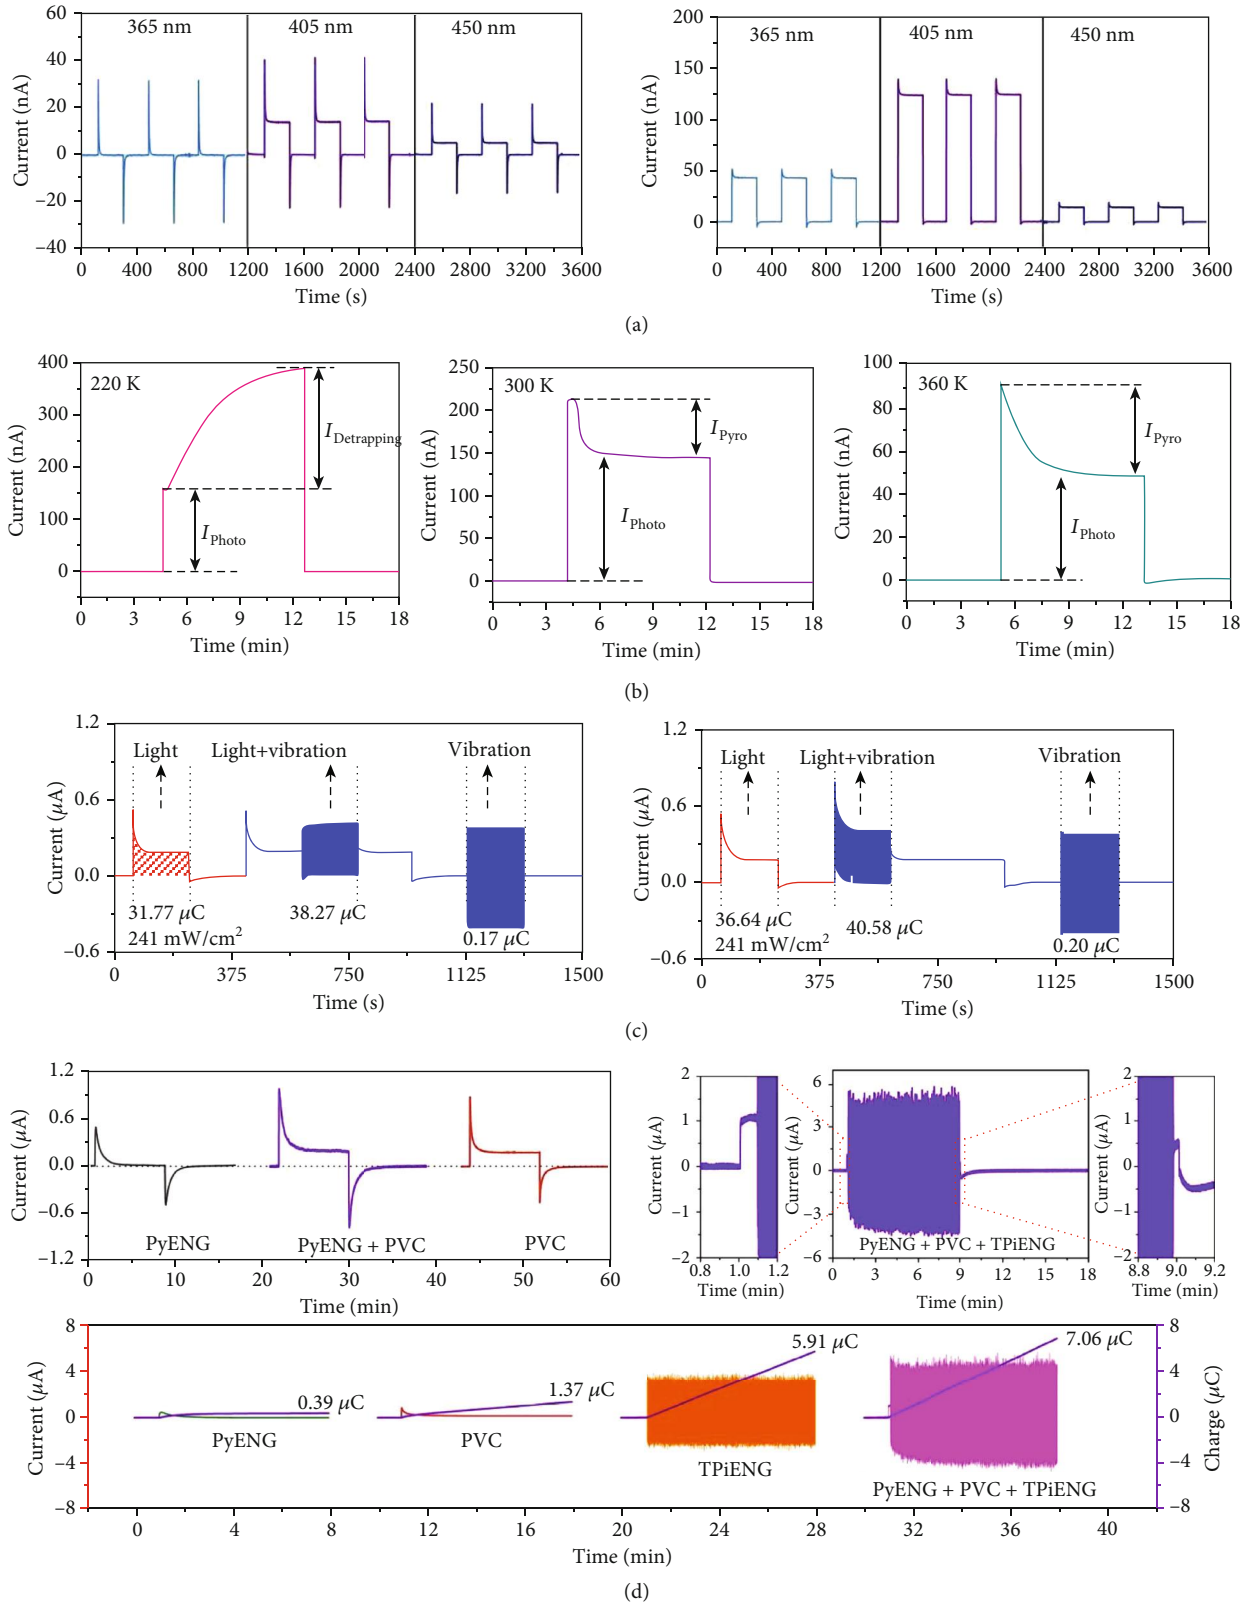 365 nm 405 nm 450 nm
Current (nA)
60
40
20
0
−20
−40
0 400 800 1200 1600 2000 2400 2800 3200 3600
Time (s)
365 nm 405 nm 450 nm
Current (nA)
200
150
100
50
0
0 400 800 1200 1600 2000 2400 2800 3200 3600
Time (s)
(a)
220 K
Current (nA)
400
300
200
100
0
I Detrapping
I Photo
0 3 6 9 12 15 18
Time (min)
300 K
Current (nA)
250
200
150
100
50
0
I Pyro
I Photo
0 3 6 9 12 15 18
Time (min)
360 K
Current (nA)
100
80
60
40
20
0
I Pyro
I Photo
0 3 6 9 12 15 18
Time (min)
(b)
Current (μA)
1.2
0.6
0.0
−0.6
Light Light+vibration Vibration
31.77 μC
241 mW/cm²
38.27 μC
0.17 μC
0 375 750 1125 1500
Time (s)
Current (μA)
1.2
0.6
0.0
−0.6
Light Light+vibration Vibration
36.64 μC
241 mW/cm²
40.58 μC
0.20 μC
0 375 750 1125 1500
Time (s)
(c)
Current (μA)
1.2
0.6
0.0
−0.6
−1.2
PyENG PyENG + PVC PVC
0 10 20 30 40 50 60
Time (min)
Current (μA)
2
1
0
−1
−2
0.8 1.0 1.2
Time (min)
Current (μA)
6
3
0
−3
−6
PyENG + PVC + TPiENG
0 3 6 9 12 15 18
Time (min)
Current (μA)
2
1
0
−1
−2
8.8 9.0 9.2
Time (min)
Current (μA)
8
4
0
−4
−8
0.39 μC
PyENG
1.37 μC
PVC
5.91 μC
TPiENG
7.06 μC
PyENG + PVC + TPiENG
8
4
0
−4
−8
Charge (μC)
0 4 8 12 16 20 24 28 32 36 40
Time (min)
(d)